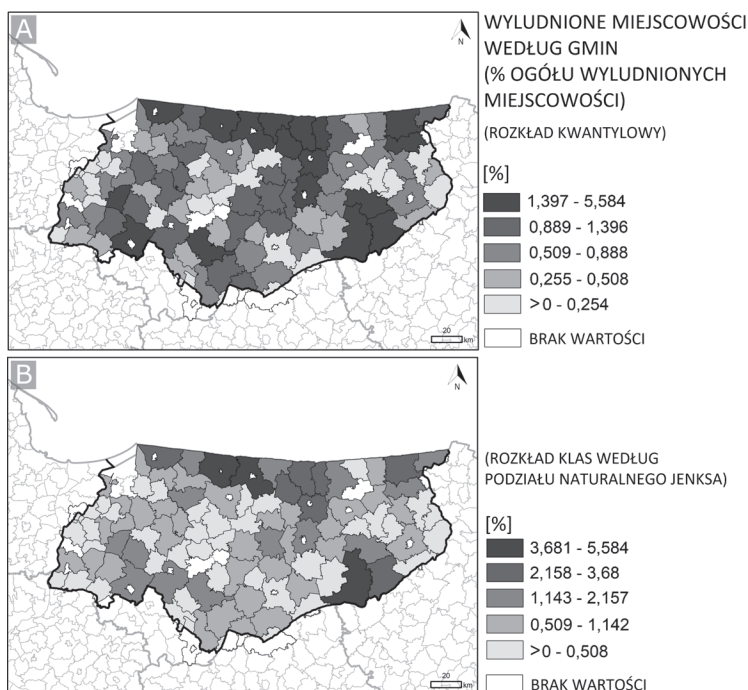 A
N
20
km
WYLUDNIONE MIEJSCOWOŚCI
WEDŁUG GMIN
(% OGÓŁU WYLUDNIONYCH
MIEJSCOWOŚCI)
(ROZKŁAD KWANTYLOWY)
[%]
1,397 - 5,584
0,889 - 1,396
0,509 - 0,888
0,255 - 0,508
>0 - 0,254
BRAK WARTOŚCI
B
N
20
km
(ROZKŁAD KLAS WEDŁUG
PODZIAŁU NATURALNEGO JENKSA)
[%]
3,681 - 5,584
2,158 - 3,68
1,143 - 2,157
0,509 - 1,142
>0 - 0,508
BRAK WARTOŚCI